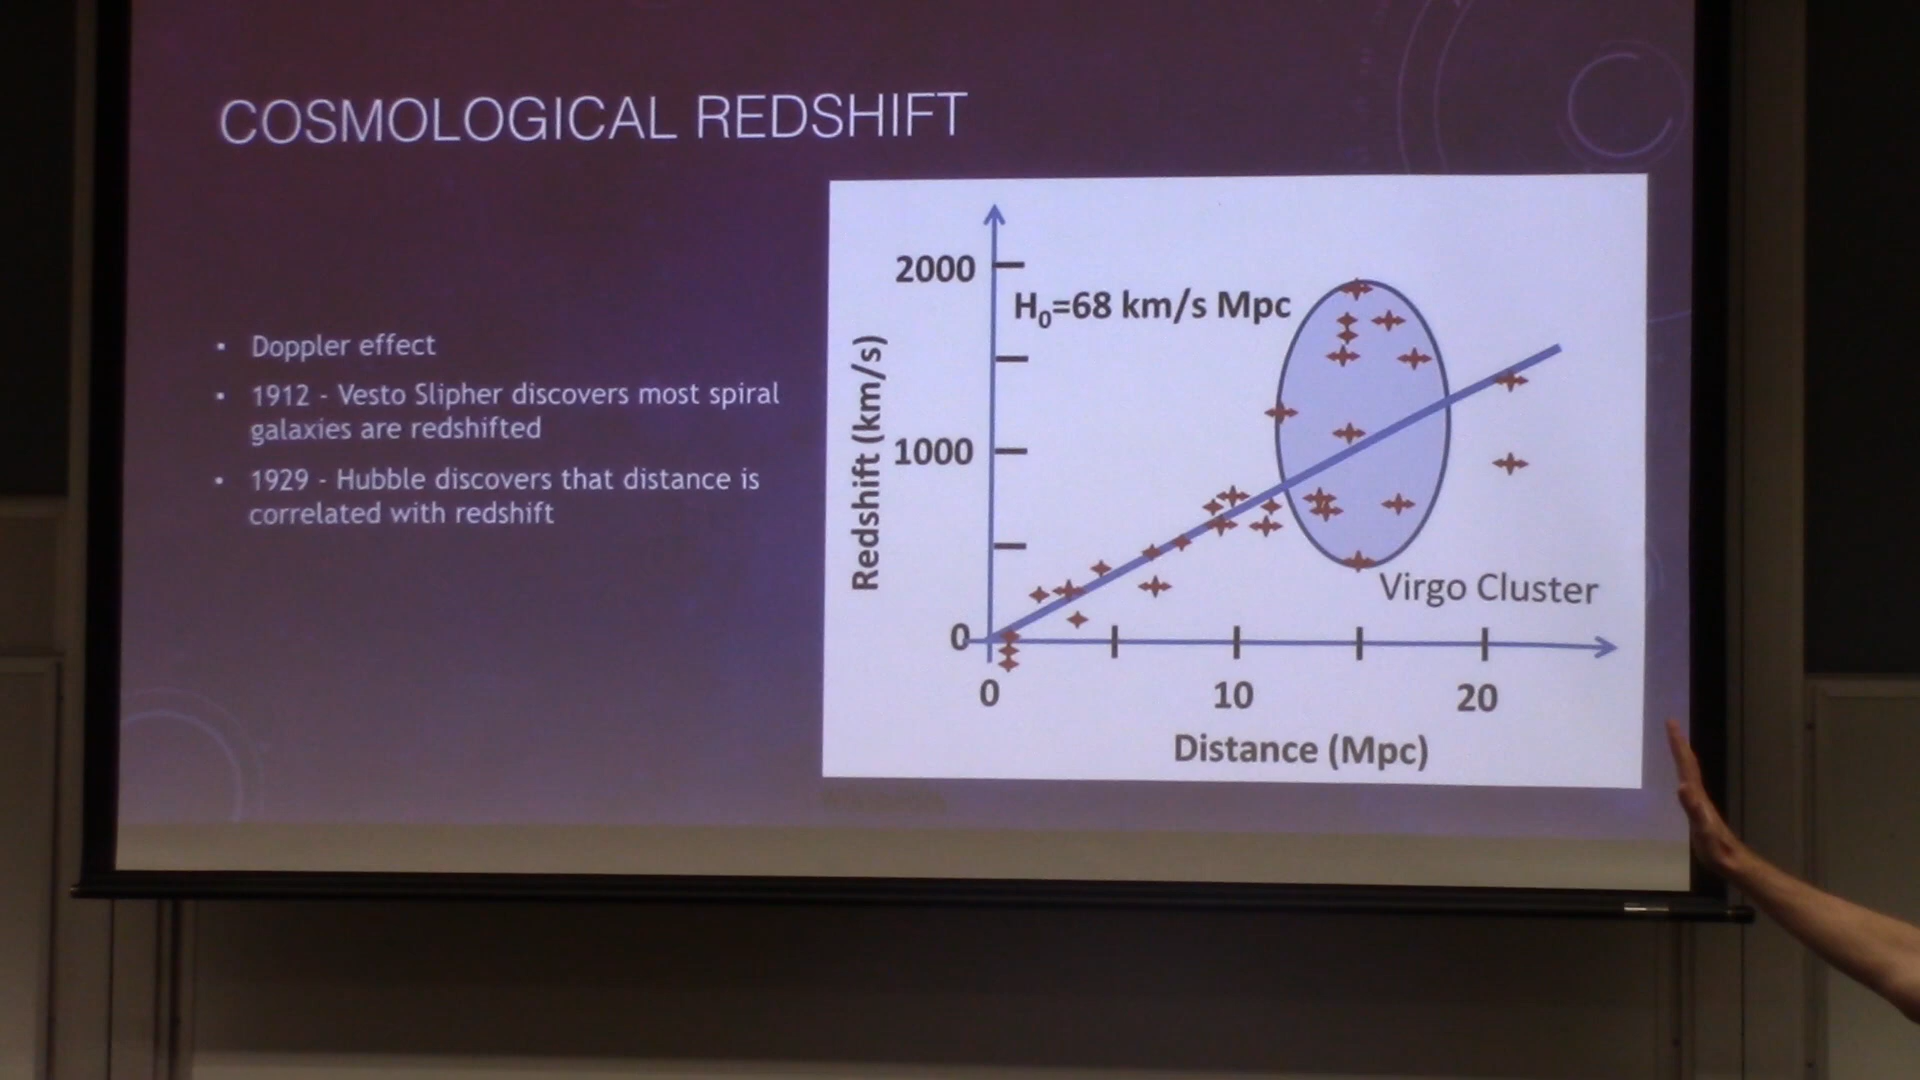 COSMOLOGICAL REDSHIFT
• Doppler effect
• 1912 - Vesto Slipher discovers most spiral
galaxies are redshifted
• 1929 - Hubble discovers that distance is
correlated with redshift
2000
H₀=68 km/s Mpc
Redshift (km/s)
1000
Virgo Cluster
0
0 10 20
Distance (Mpc)